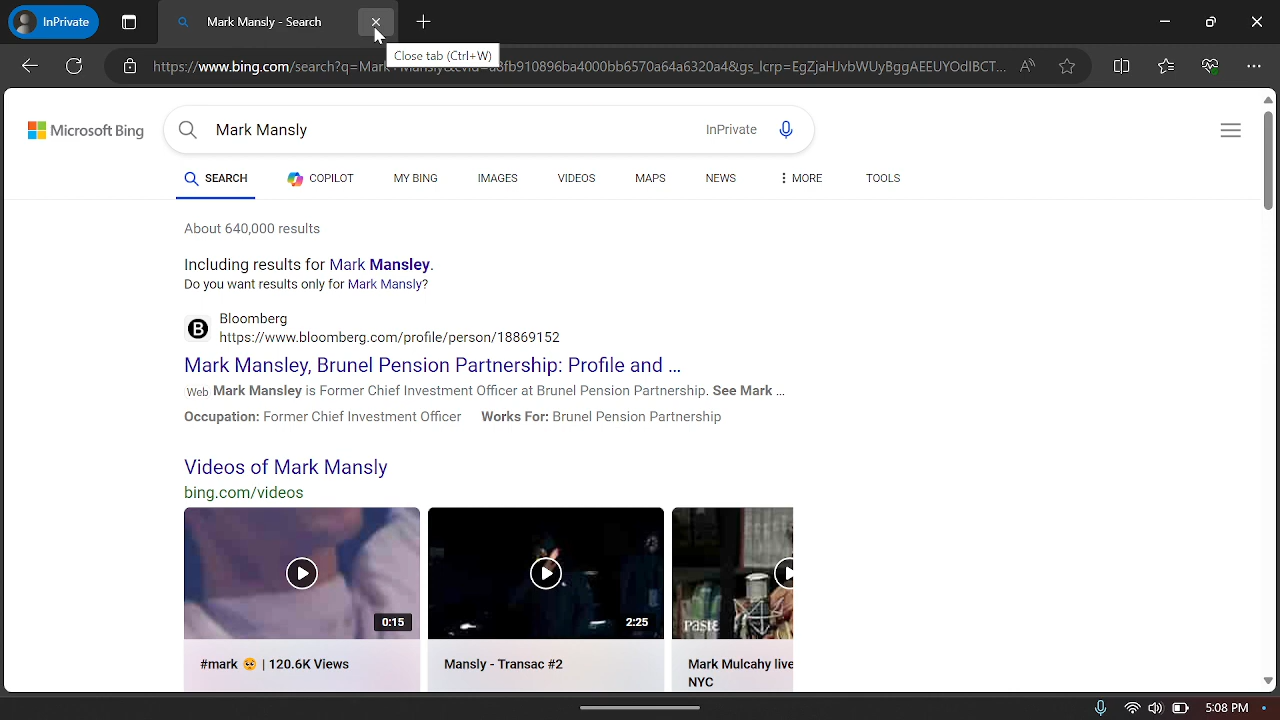 InPrivate
Mark Mansly - Search
Close tab (Ctrl+W)
Microsoft Bing
Mark Mansly
InPrivate
SEARCH
COPILOT
MY BING
IMAGES
VIDEOS
MAPS
NEWS
MORE
TOOLS
About 640,000 results
Including results for Mark Mansley.
Do you want results only for Mark Mansly?
B
Bloomberg
https://www.bloomberg.com/profile/person/18869152
Mark Mansley, Brunel Pension Partnership: Profile and ...
Web Mark Mansley is Former Chief Investment Officer at Brunel Pension Partnership. See Mark ...
Occupation: Former Chief Investment Officer Works For: Brunel Pension Partnership
Videos of Mark Mansly
bing.com/videos
0:15
2:25
Paste
#mark 🥺 | 120.6K Views
Mansly - Transac #2
Mark Mulcahy live
NYC
5:08 PM